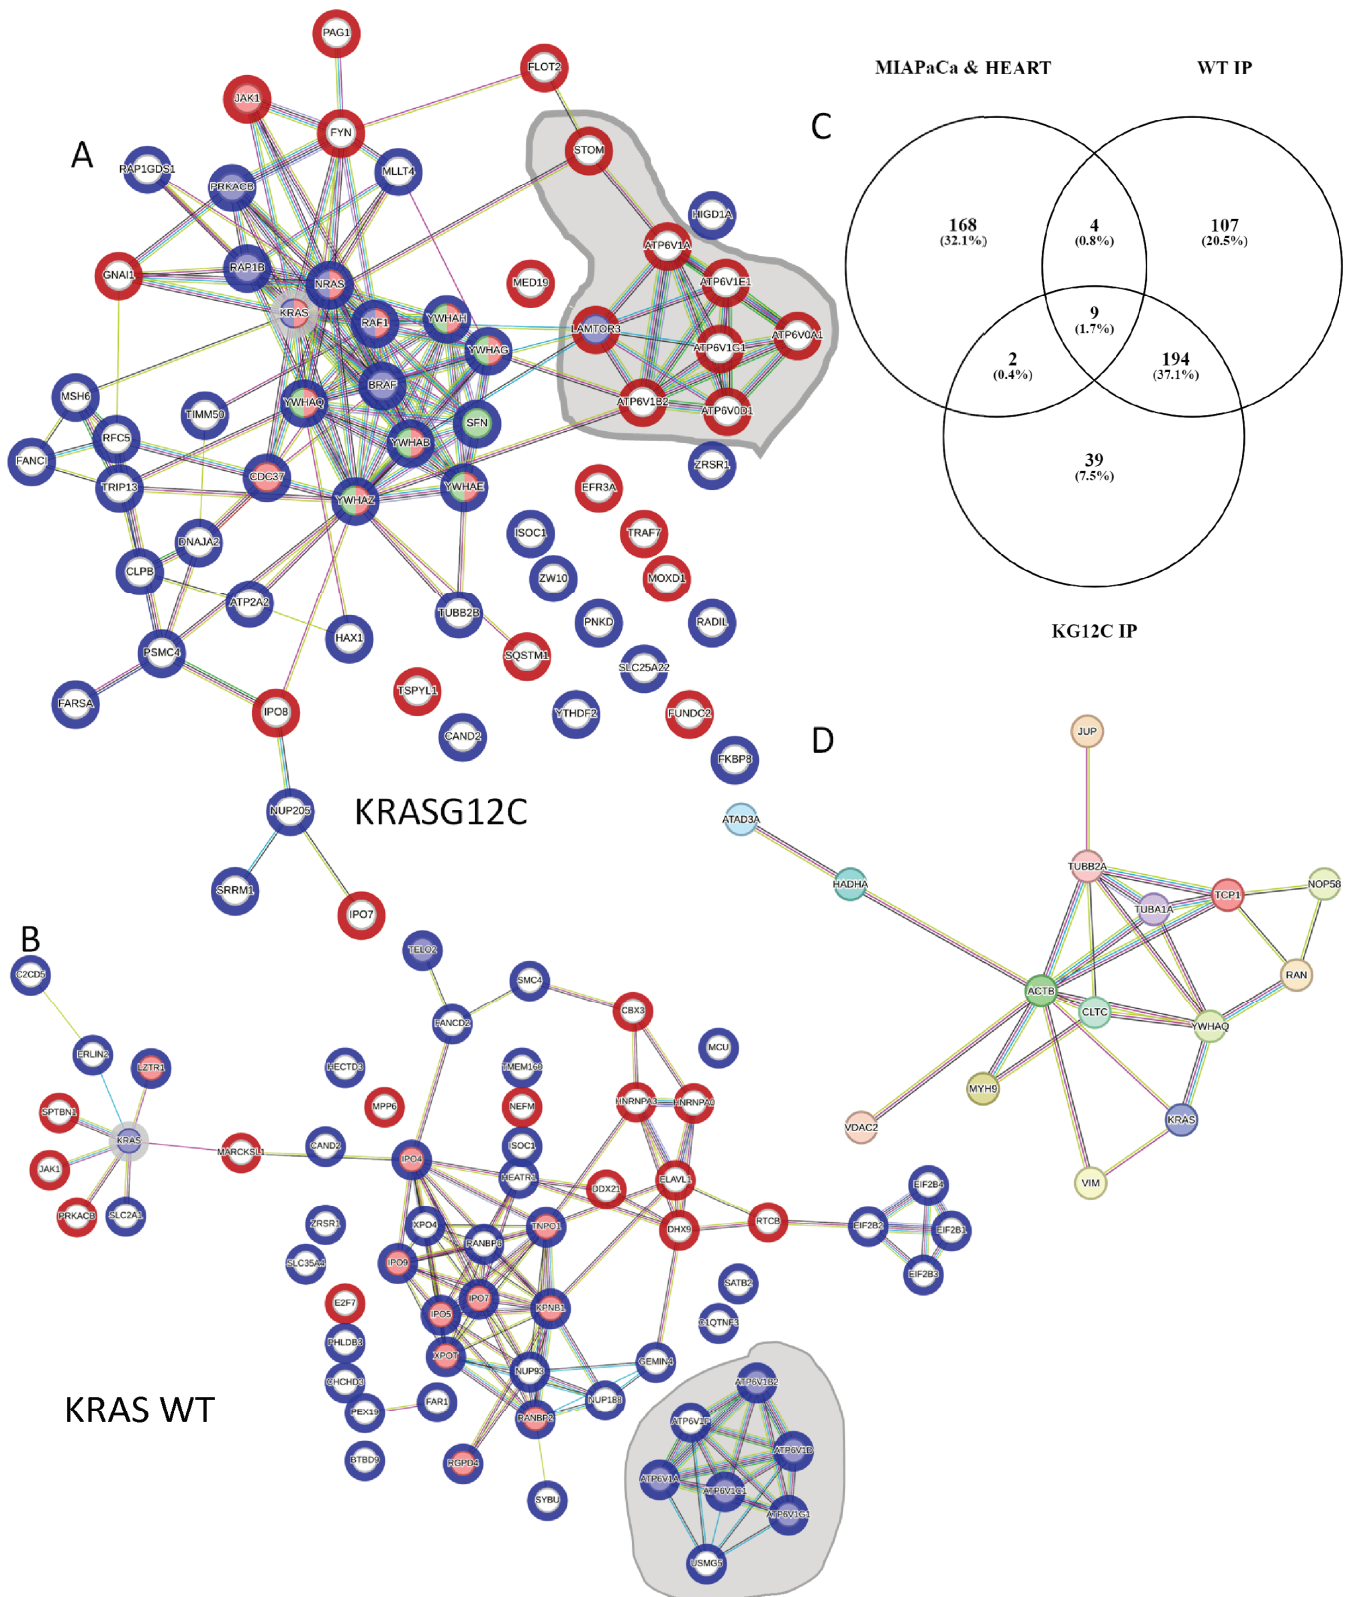 A
PAG1
FLOT2
JAK1
FYN
STOM
RAP1GDS1
PRKACB
MLLT4
HIGD1A
ATP6V1A
GNAI1
RAP1B
NRAS
MED19
ATP6V1E1
KRAS
RAF1
YWHAH
LAMTOR3
ATP6V1G1
ATP6V0A1
YWHAG
BRAF
MSH6
TIMM50
YWHAQ
ATP6V1B2
ATP6V0D1
RFC5
SFN
YWHAB
FANCI
ZRSR1
TRIP13
CDC37
YWHAZ
YWHAE
EFR3A
DNAJA2
ISOC1
TRAF7
CLPB
ZW10
MOXD1
ATP2A2
TUBB2B
PNKD
RADIL
HAX1
PSMC4
SQSTM1
SLC25A22
FARSA
IPO8
TSPYL1
YTHDF2
FUNDC2
CAND2
FKBP8
NUP205
KRASG12C
SRRM1
IPO7
C
MIAPaCa & HEART
WT IP
168
(32.1%)
4
(0.8%)
107
(20.5%)
9
(1.7%)
2
(0.4%)
194
(37.1%)
39
(7.5%)
KG12C IP
D
JUP
ATAD3A
HADHA
TUBB2A
TCP1
NOP58
TUBA1A
RAN
ACTB
CLTC
YWHAQ
MYH9
VDAC2
KRAS
VIM
B
C2CD5
TELO2
SMC4
CBX3
FANCD2
ERLIN2
LZTR1
HECTD3
TMEM160
MCU
SPTBN1
MPP6
NEFM
HNRNPA3
HNRNPA0
KRAS
MARCKSL1
CAND2
IPO4
ISOC1
JAK1
HEATR1
DDX21
ELAVL1
PRKACB
SLC2A1
ZRSR1
XPO4
TNPO1
DHX9
RTCB
EIF2B4
EIF2B2
EIF2B1
SLC35A4
IPO9
EIF2B3
E2F7
IPO5
IPO7
KPNB1
SATB2
C1QTNF3
PHLDB3
XPOT
NUP93
GEMIN4
CHCHD3
KRAS WT
PEX19
FAR1
NUP188
RANBP2
BTBD9
RGPD4
SYBU
ATP6V1B2
ATP6V1D
ATP6V1A
ATP6V1C1
ATP6V1G1
USMG5